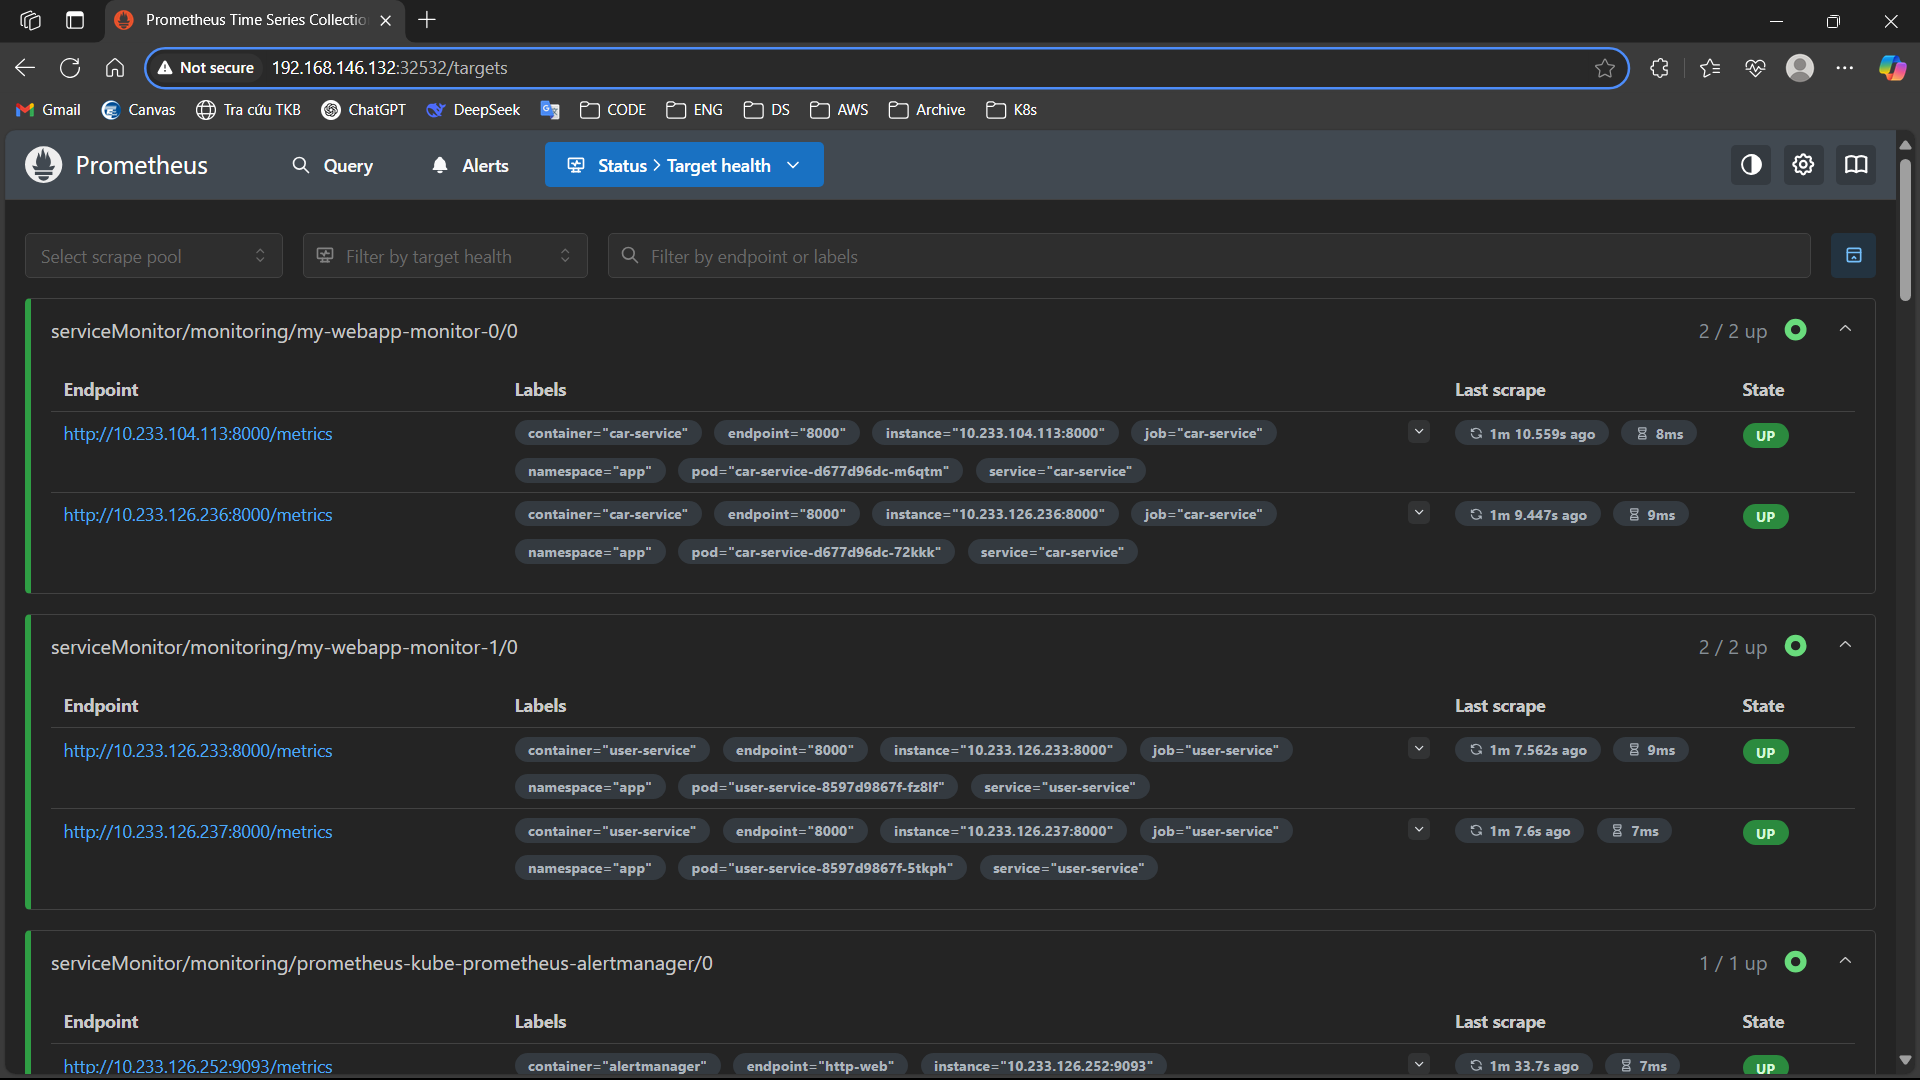 Prometheus Time Series Collectio
Not secure 192.168.146.132:32532/targets
Gmail Canvas Tra cứu TKB ChatGPT DeepSeek CODE ENG DS AWS Archive K8s
Prometheus Query Alerts Status > Target health
Select scrape pool Filter by target health Filter by endpoint or labels
serviceMonitor/monitoring/my-webapp-monitor-0/0 2 / 2 up
Endpoint Labels Last scrape State
http://10.233.104.113:8000/metrics container="car-service" endpoint="8000" instance="10.233.104.113:8000" job="car-service" 1m 10.559s ago 8ms UP
namespace="app" pod="car-service-d677d96dc-m6qtm" service="car-service"
http://10.233.126.236:8000/metrics container="car-service" endpoint="8000" instance="10.233.126.236:8000" job="car-service" 1m 9.447s ago 9ms UP
namespace="app" pod="car-service-d677d96dc-72kkk" service="car-service"
serviceMonitor/monitoring/my-webapp-monitor-1/0 2 / 2 up
Endpoint Labels Last scrape State
http://10.233.126.233:8000/metrics container="user-service" endpoint="8000" instance="10.233.126.233:8000" job="user-service" 1m 7.562s ago 9ms UP
namespace="app" pod="user-service-8597d9867f-fz8lf" service="user-service"
http://10.233.126.237:8000/metrics container="user-service" endpoint="8000" instance="10.233.126.237:8000" job="user-service" 1m 7.6s ago 7ms UP
namespace="app" pod="user-service-8597d9867f-5tkph" service="user-service"
serviceMonitor/monitoring/prometheus-kube-prometheus-alertmanager/0 1 / 1 up
Endpoint Labels Last scrape State
http://10.233.126.252:9093/metrics container="alertmanager" endpoint="http-web" instance="10.233.126.252:9093" 1m 33.7s ago 7ms UP